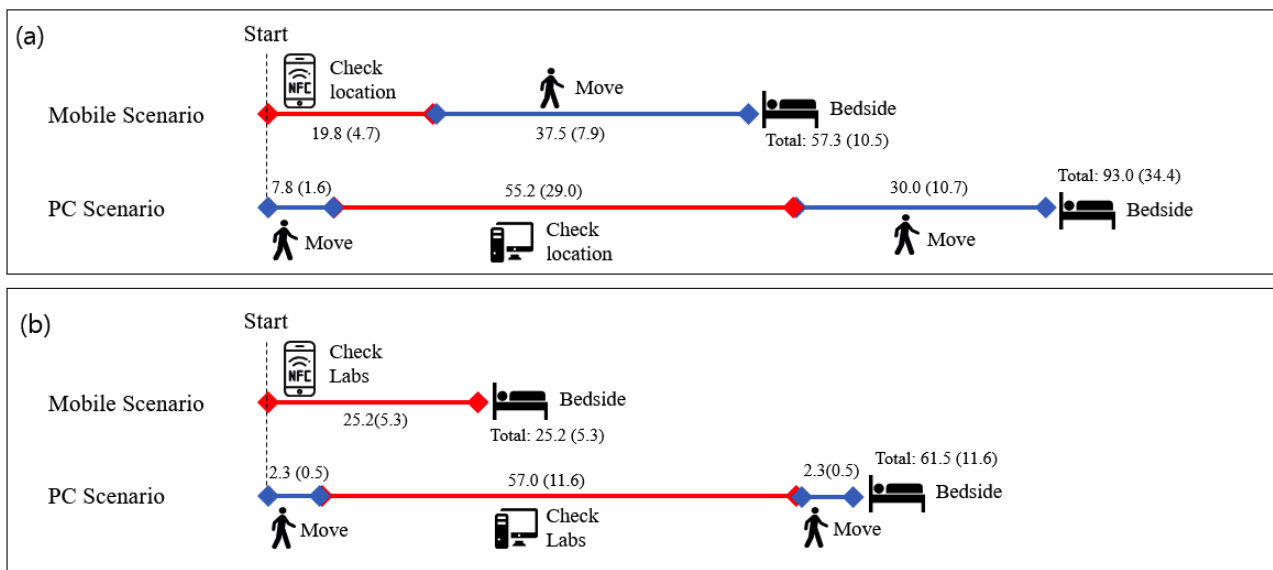 (a)
Start
NFC
Check
location
Move
Mobile Scenario
Bedside
19.8 (4.7)
37.5 (7.9)
Total: 57.3 (10.5)
7.8 (1.6)
55.2 (29.0)
30.0 (10.7)
Total: 93.0 (34.4)
PC Scenario
Bedside
Move
Check
location
Move
(b)
Start
NFC
Check
Labs
Mobile Scenario
Bedside
25.2(5.3)
Total: 25.2 (5.3)
2.3 (0.5)
57.0 (11.6)
2.3(0.5)
Total: 61.5 (11.6)
PC Scenario
Bedside
Move
Check
Labs
Move